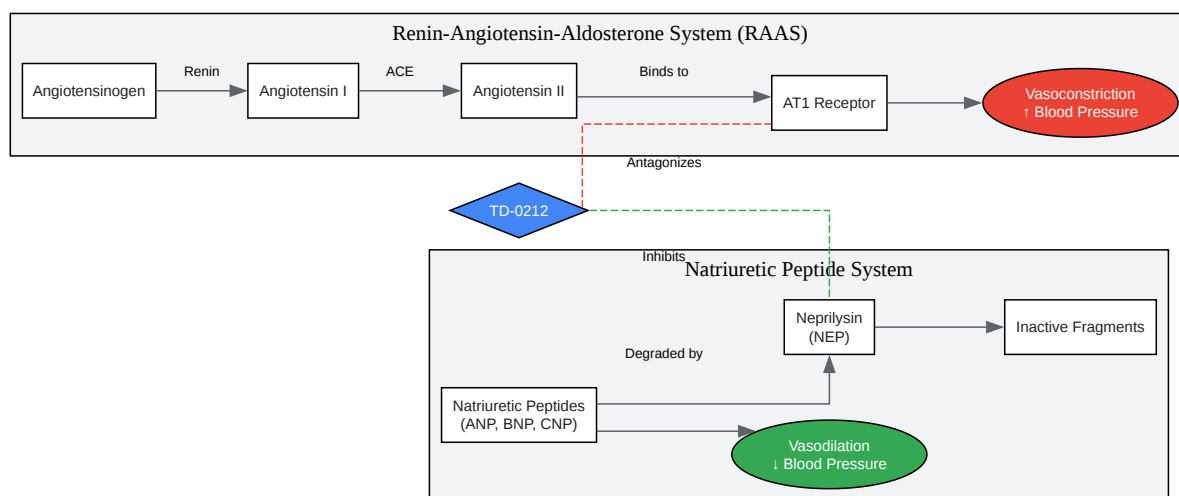 Renin-Angiotensin-Aldosterone System (RAAS)
Angiotensinogen
Renin
Angiotensin I
ACE
Angiotensin II
Binds to
AT1 Receptor
Vasoconstriction
↑ Blood Pressure
Antagonizes
TD-0212
Inhibits
Natriuretic Peptide System
Neprilysin
(NEP)
Inactive Fragments
Degraded by
Natriuretic Peptides
(ANP, BNP, CNP)
Vasodilation
↓ Blood Pressure